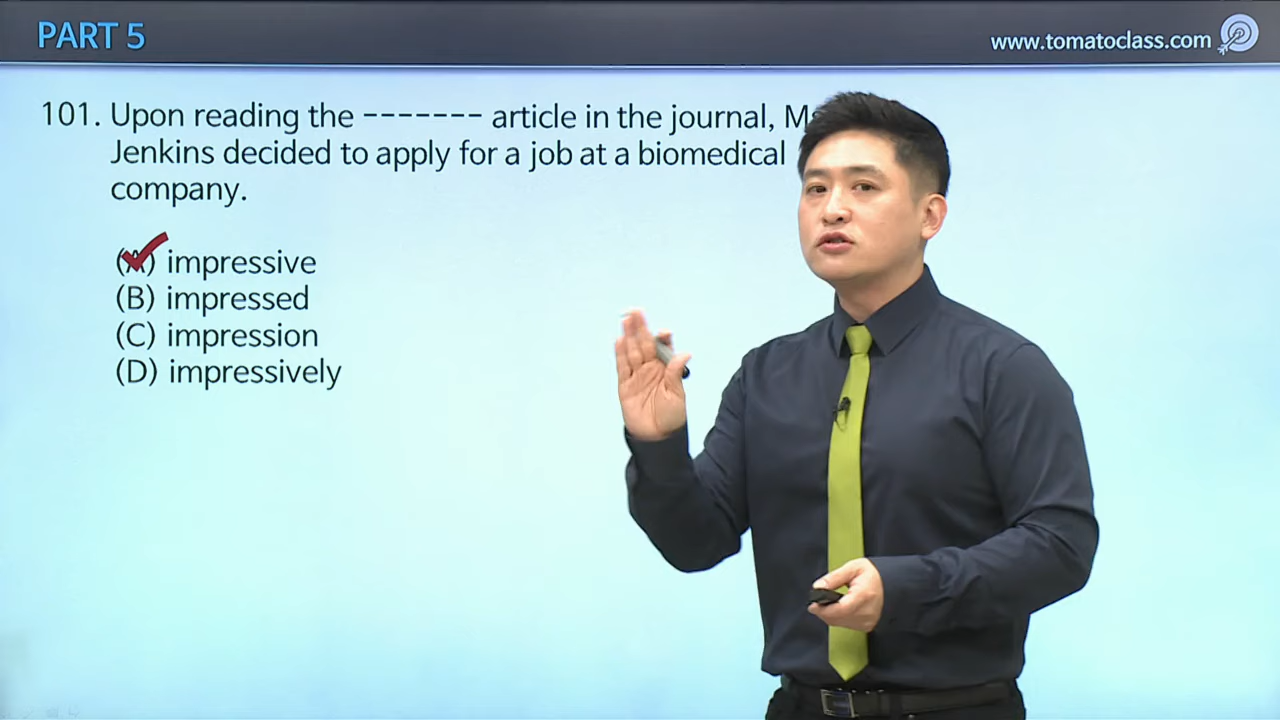 PART 5
www.tomatoclass.com
101. Upon reading the ------- article in the journal, Ms
Jenkins decided to apply for a job at a biomedical
company.
(A) impressive
(B) impressed
(C) impression
(D) impressively